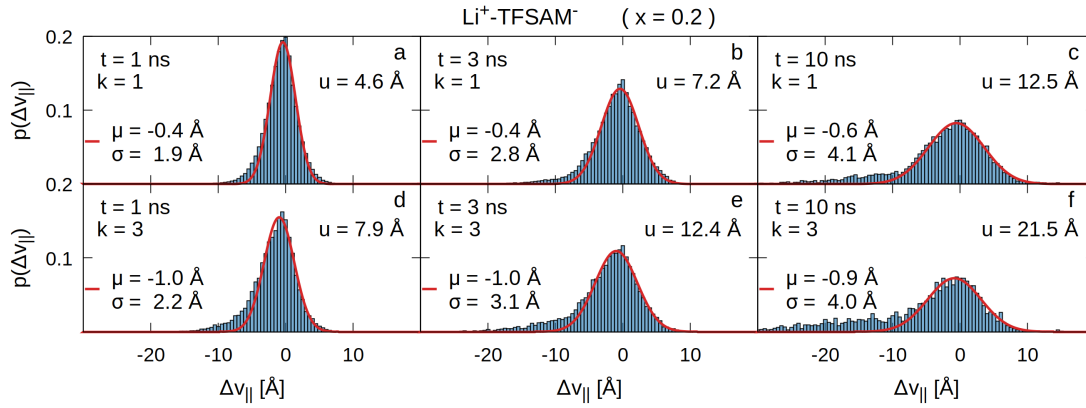 Li⁺-TFSAM⁻ ( x = 0.2 )
p(Δv||)
0.2
0.1
a
t = 1 ns
k = 1
u = 4.6 Å
μ = -0.4 Å
σ = 1.9 Å
b
t = 3 ns
k = 1
u = 7.2 Å
μ = -0.4 Å
σ = 2.8 Å
c
t = 10 ns
k = 1
u = 12.5 Å
μ = -0.6 Å
σ = 4.1 Å
p(Δv||)
0.2
0.1
d
t = 1 ns
k = 3
u = 7.9 Å
μ = -1.0 Å
σ = 2.2 Å
e
t = 3 ns
k = 3
u = 12.4 Å
μ = -1.0 Å
σ = 3.1 Å
f
t = 10 ns
k = 3
u = 21.5 Å
μ = -0.9 Å
σ = 4.0 Å
-20 -10 0 10 -20 -10 0 10 -20 -10 0 10
Δv|| [Å] Δv|| [Å] Δv|| [Å]